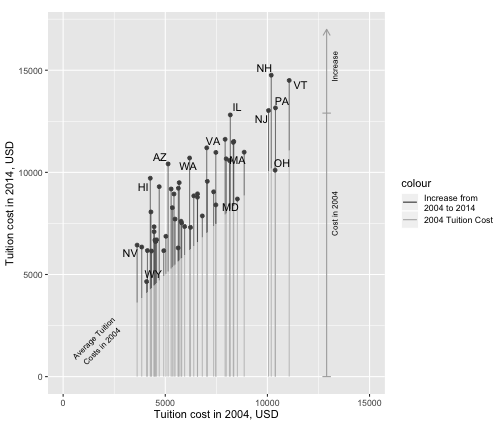 NH
VT
PA
NJ
IL
VA
AZ
WA
MA
OH
HI
MD
NV
WY
Increase
Cost in 2004
Average Tuition
Costs in 2004
15000
10000
5000
0
0
5000
10000
15000
Tuition cost in 2014, USD
Tuition cost in 2004, USD
colour
Increase from
2004 to 2014
2004 Tuition Cost